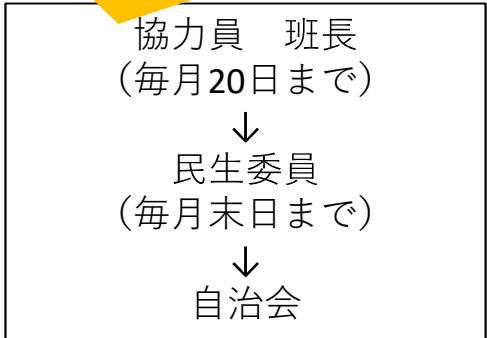 協力員　班長
（毎月20日まで）
↓
民生委員
（毎月末日まで）
↓
自治会